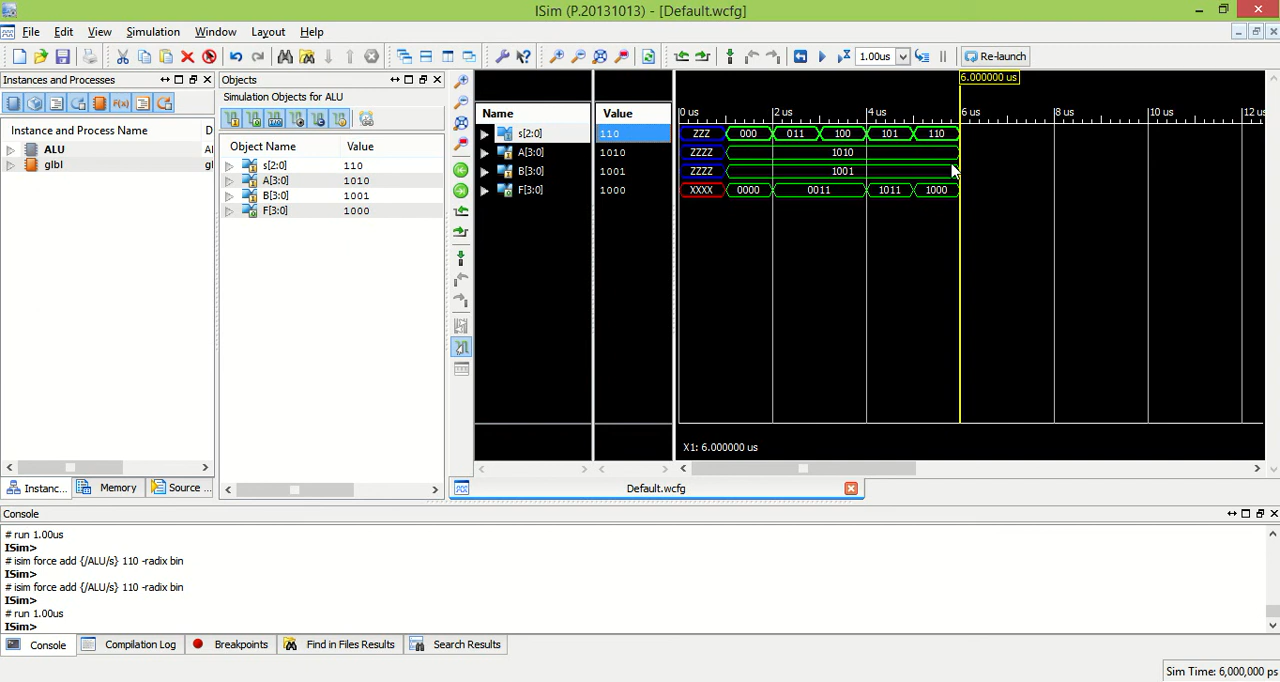 ISim (P.20131013) - [Default.wcfg]
File Edit View Simulation Window Layout Help
1.00us Re-launch
Instances and Processes
Instance and Process Name D
ALU Al
glbl gl
Instanc... Memory Source ...
Objects
Simulation Objects for ALU
Object Name Value
s[2:0] 110
A[3:0] 1010
B[3:0] 1001
F[3:0] 1000
6.000000 us
Name Value 0 us 2 us 4 us 6 us 8 us 10 us 12 us
s[2:0] 110 ZZZ 000 011 100 101 110
A[3:0] 1010 ZZZZ 1010
B[3:0] 1001 ZZZZ 1001
F[3:0] 1000 XXXX 0000 0011 1011 1000
X1: 6.000000 us
Default.wcfg
Console
# run 1.00us
ISim>
# isim force add {/ALU/s} 110 -radix bin
ISim>
# isim force add {/ALU/s} 110 -radix bin
ISim>
# run 1.00us
ISim>
Console Compilation Log Breakpoints Find in Files Results Search Results
Sim Time: 6,000,000 ps